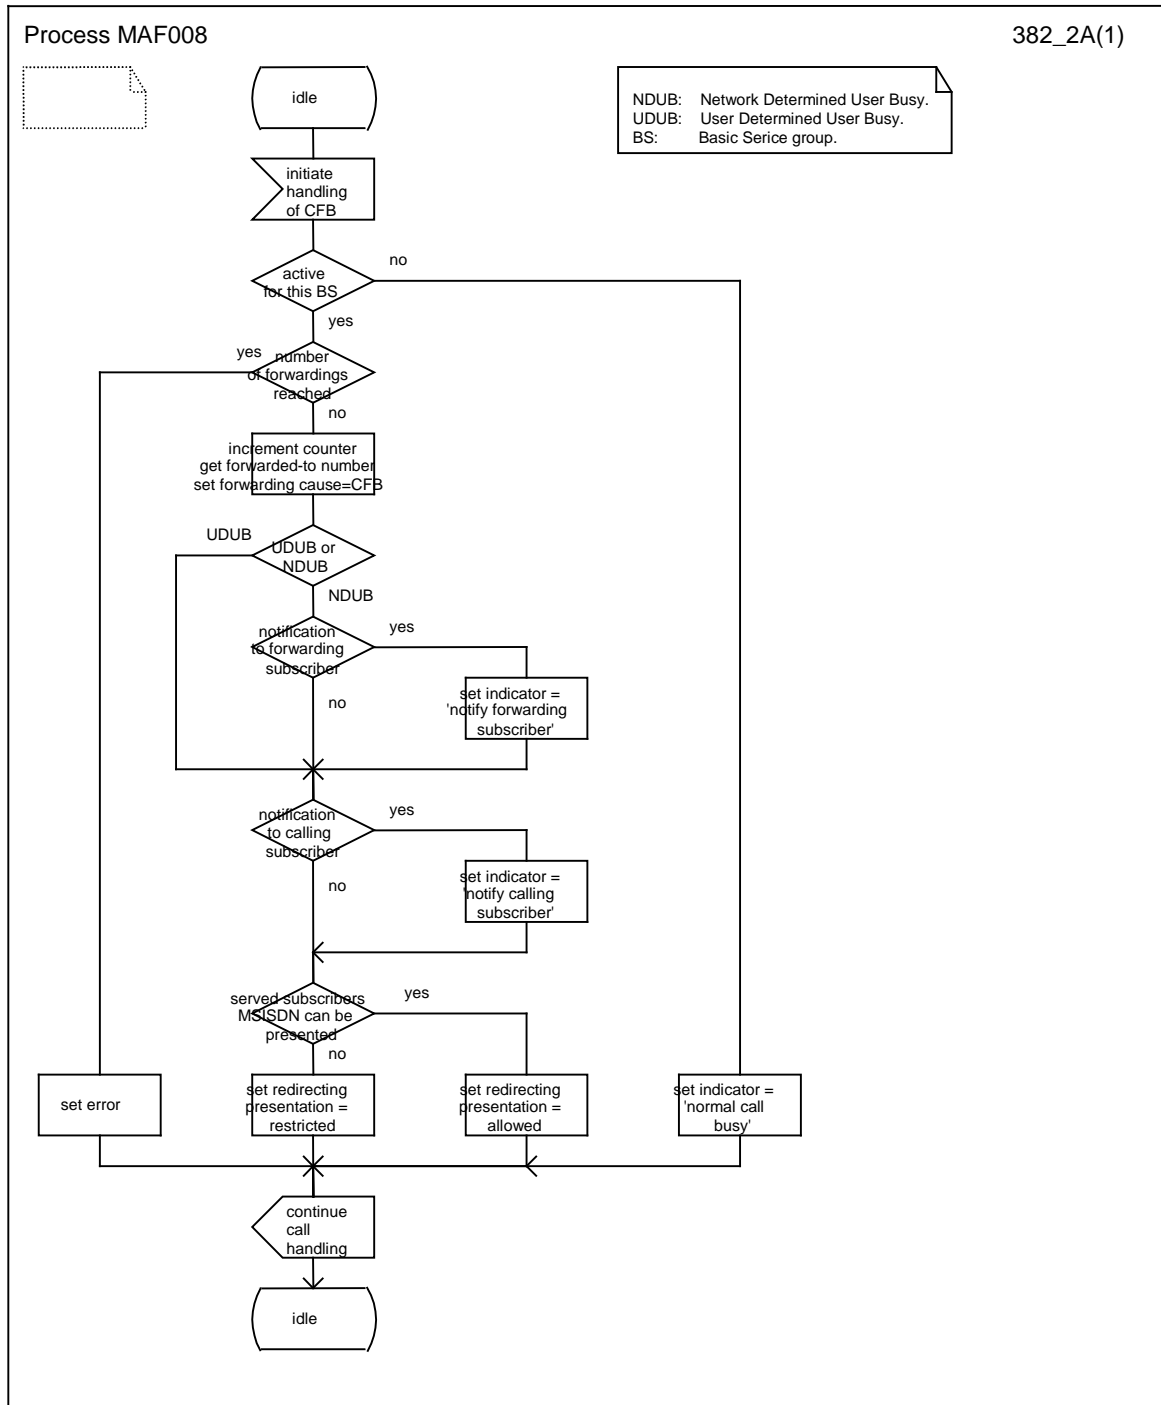 Process MAF008
382_2A(1)
idle
NDUB: Network Determined User Busy.
UDUB: User Determined User Busy.
BS: Basic Serice group.
initiate
handling
of CFB
active
for this BS
no
yes
yes
number
of forwardings
reached
no
increment counter
get forwarded-to number
set forwarding cause=CFB
UDUB
UDUB or
NDUB
NDUB
notification
to forwarding
subscriber
yes
no
set indicator =
'notify forwarding
subscriber'
notification
to calling
subscriber
yes
no
set indicator =
'notify calling
subscriber'
served subscribers
MSISDN can be
presented
yes
no
set error
set redirecting
presentation =
restricted
set redirecting
presentation =
allowed
set indicator =
'normal call
busy'
continue
call
handling
idle